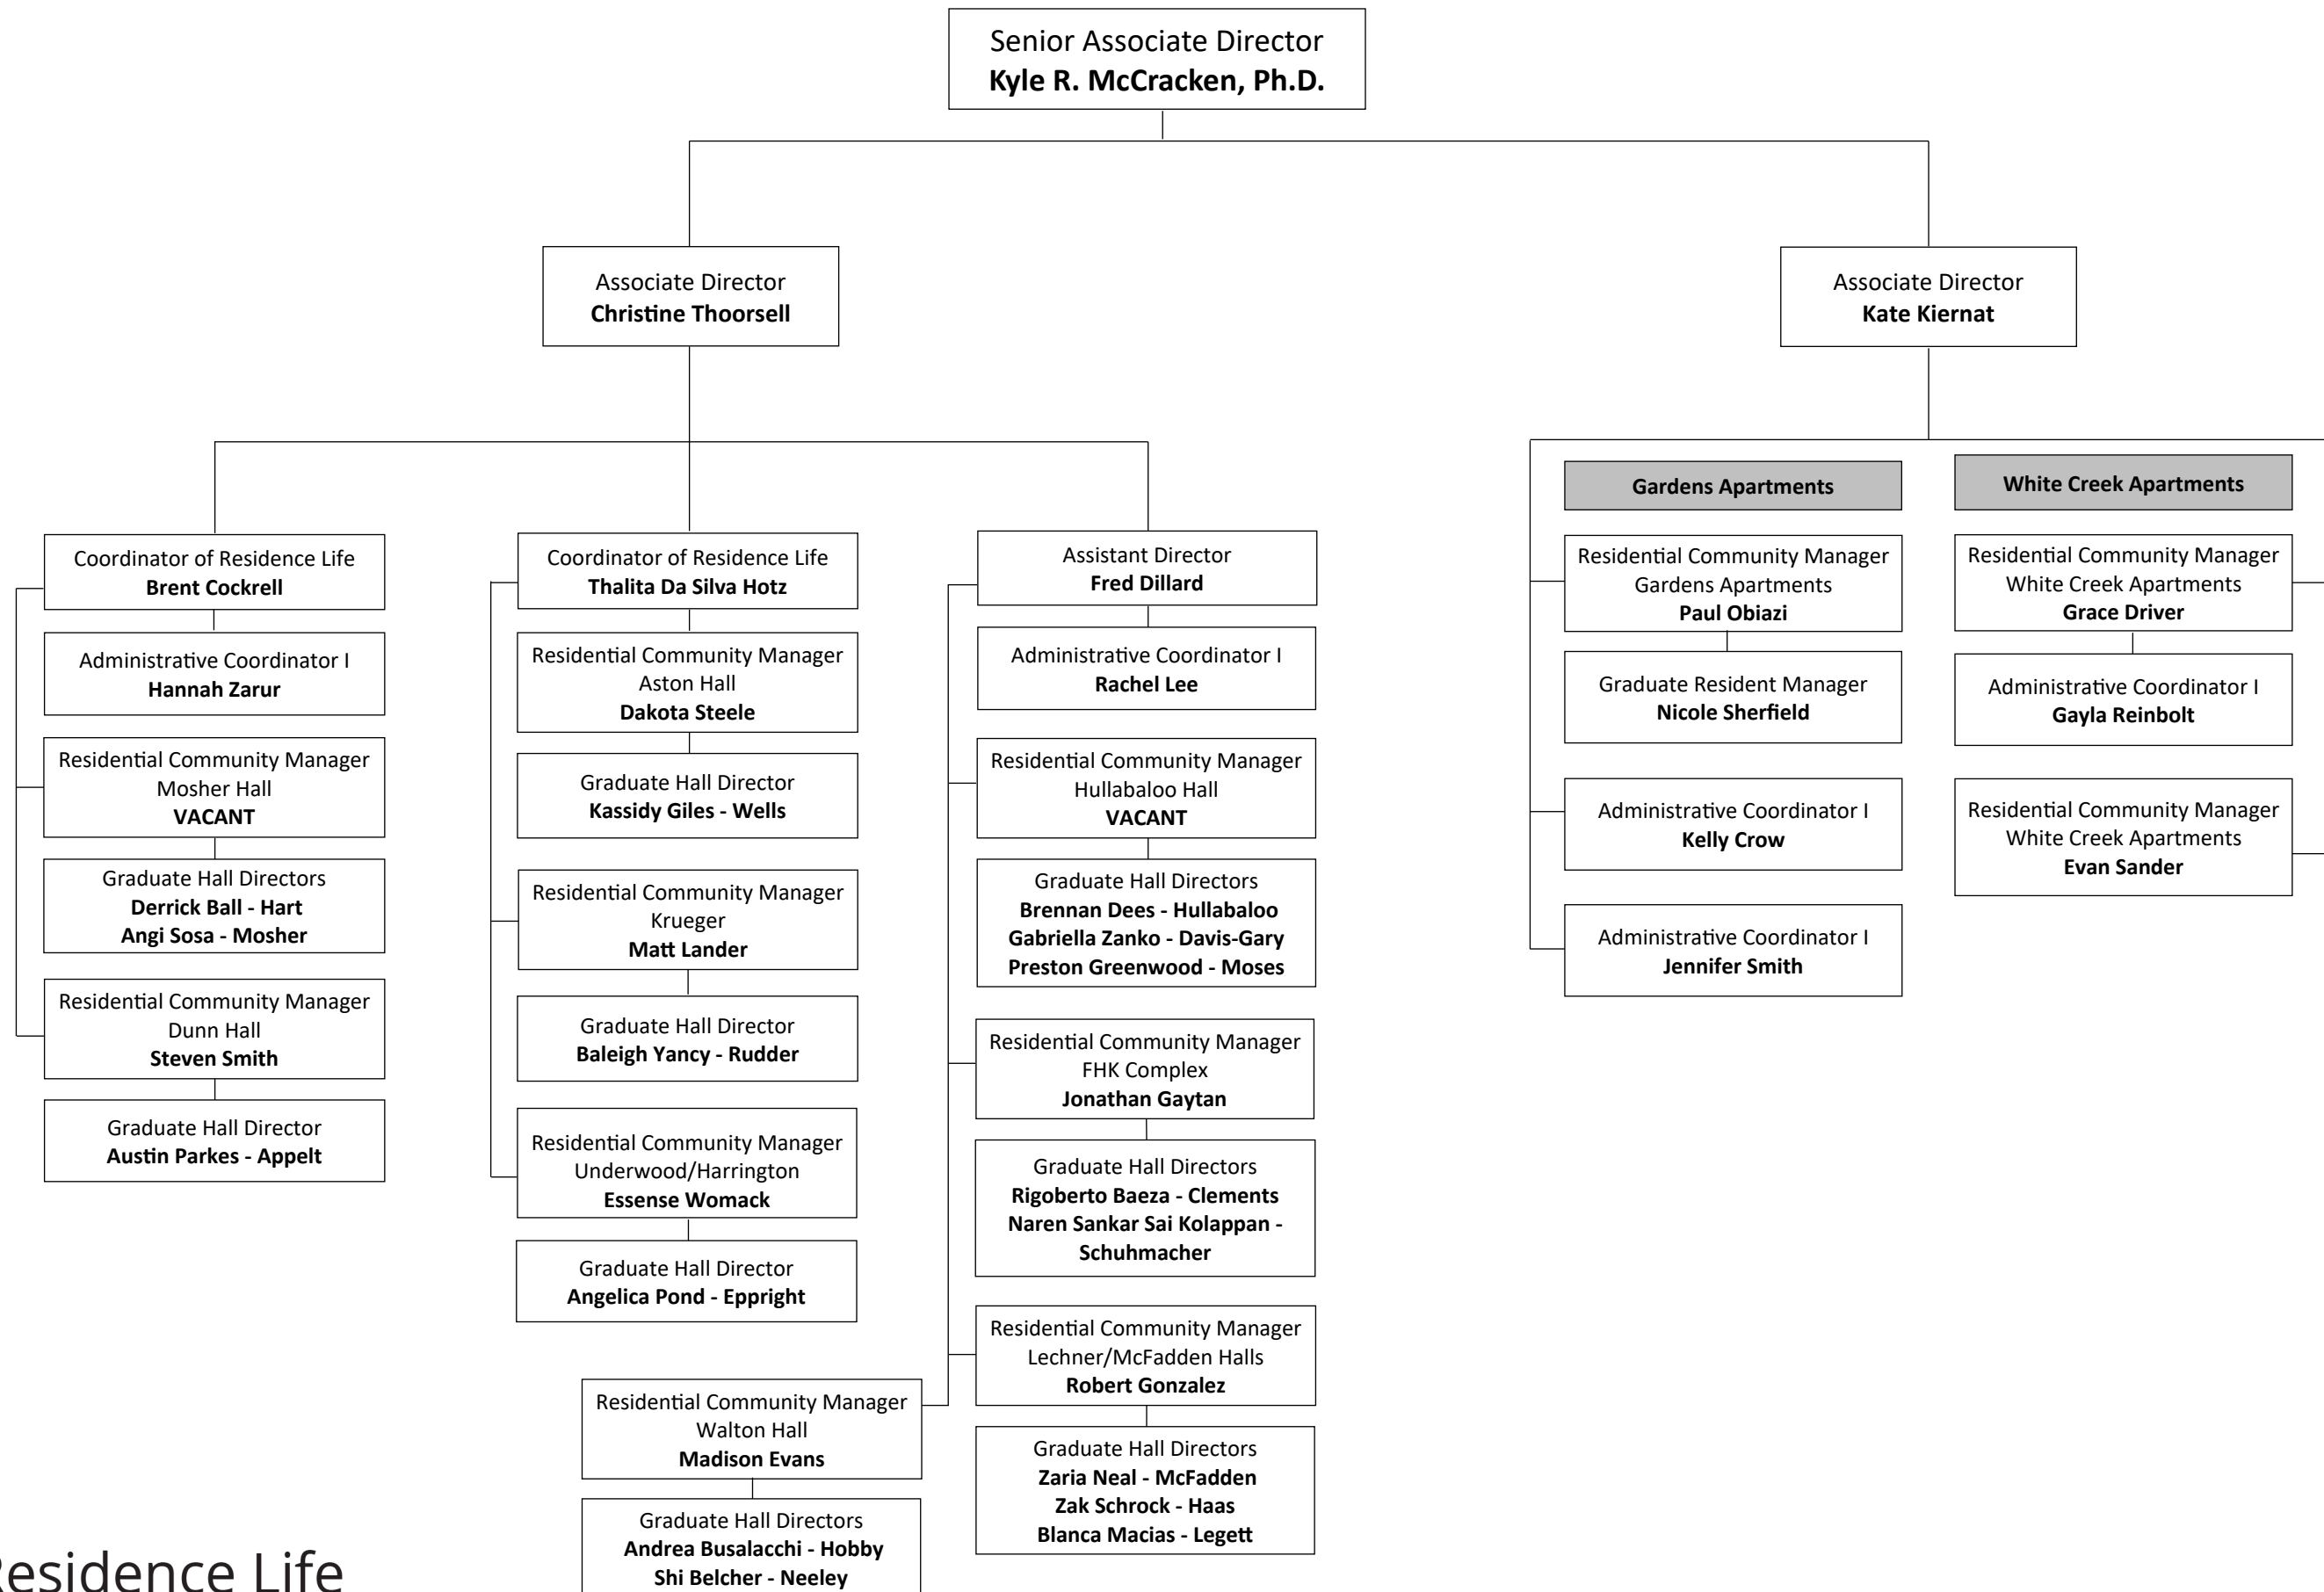 Senior Associate Director
Kyle R. McCracken, Ph.D.
Associate Director
Christine Thoorsell
Associate Director
Kate Kiernat
Coordinator of Residence Life
Brent Cockrell
Administrative Coordinator I
Hannah Zarur
Residential Community Manager
Mosher Hall
VACANT
Graduate Hall Directors
Derrick Ball - Hart
Angi Sosa - Mosher
Residential Community Manager
Dunn Hall
Steven Smith
Graduate Hall Director
Austin Parkes - Appelt
Coordinator of Residence Life
Thalita Da Silva Hotz
Residential Community Manager
Aston Hall
Dakota Steele
Graduate Hall Director
Kassidy Giles - Wells
Residential Community Manager
Krueger
Matt Lander
Graduate Hall Director
Baleigh Yancy - Rudder
Residential Community Manager
Underwood/Harrington
Essense Womack
Graduate Hall Director
Angelica Pond - Eppright
Assistant Director
Fred Dillard
Administrative Coordinator I
Rachel Lee
Residential Community Manager
Hullabaloo Hall
VACANT
Graduate Hall Directors
Brennan Dees - Hullabaloo
Gabriella Zanko - Davis-Gary
Preston Greenwood - Moses
Residential Community Manager
FHK Complex
Jonathan Gaytan
Graduate Hall Directors
Rigoberto Baeza - Clements
Naren Sankar Sai Kolappan -
Schuhmacher
Residential Community Manager
Lechner/McFadden Halls
Robert Gonzalez
Graduate Hall Directors
Zaria Neal - McFadden
Zak Schrock - Haas
Blanca Macias - Legett
Residential Community Manager
Walton Hall
Madison Evans
Graduate Hall Directors
Andrea Busalacchi - Hobby
Shi Belcher - Neeley
Gardens Apartments
Residential Community Manager
Gardens Apartments
Paul Obiazi
Graduate Resident Manager
Nicole Sherfield
Administrative Coordinator I
Kelly Crow
Administrative Coordinator I
Jennifer Smith
White Creek Apartments
Residential Community Manager
White Creek Apartments
Grace Driver
Administrative Coordinator I
Gayla Reinbolt
Residential Community Manager
White Creek Apartments
Evan Sander
Residence Life